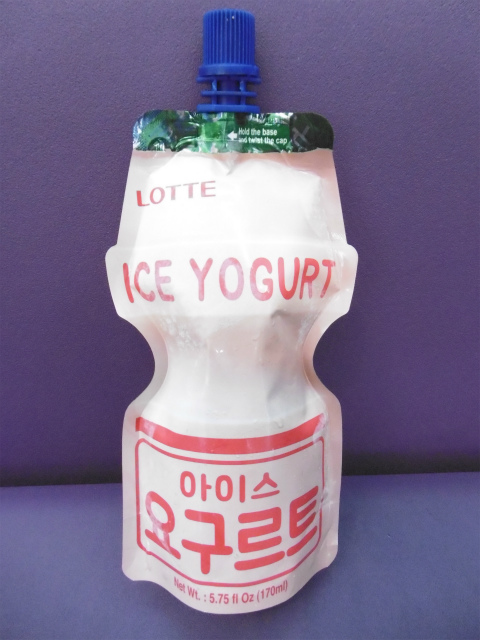 Hold the base
and twist the cap
LOTTE
ICE YOGURT
아이스
요구르트
Net Wt. : 5.75 fl Oz (170ml)